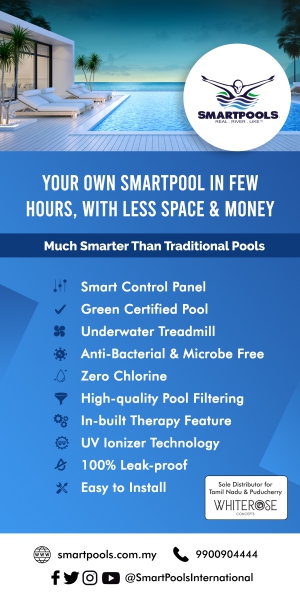 SMARTPOOLS
REAL . RIVER . LIKE™
YOUR OWN SMARTPOOL IN FEW
HOURS, WITH LESS SPACE & MONEY
Much Smarter Than Traditional Pools
Smart Control Panel
Green Certified Pool
Underwater Treadmill
Anti-Bacterial & Microbe Free
Zero Chlorine
High-quality Pool Filtering
In-built Therapy Feature
UV Ionizer Technology
100% Leak-proof
Easy to Install
Sole Distributor for
Tamil Nadu & Puducherry
WHITEROSE
CONCEPTS
smartpools.com.my 9900904444
@SmartPoolsInternational